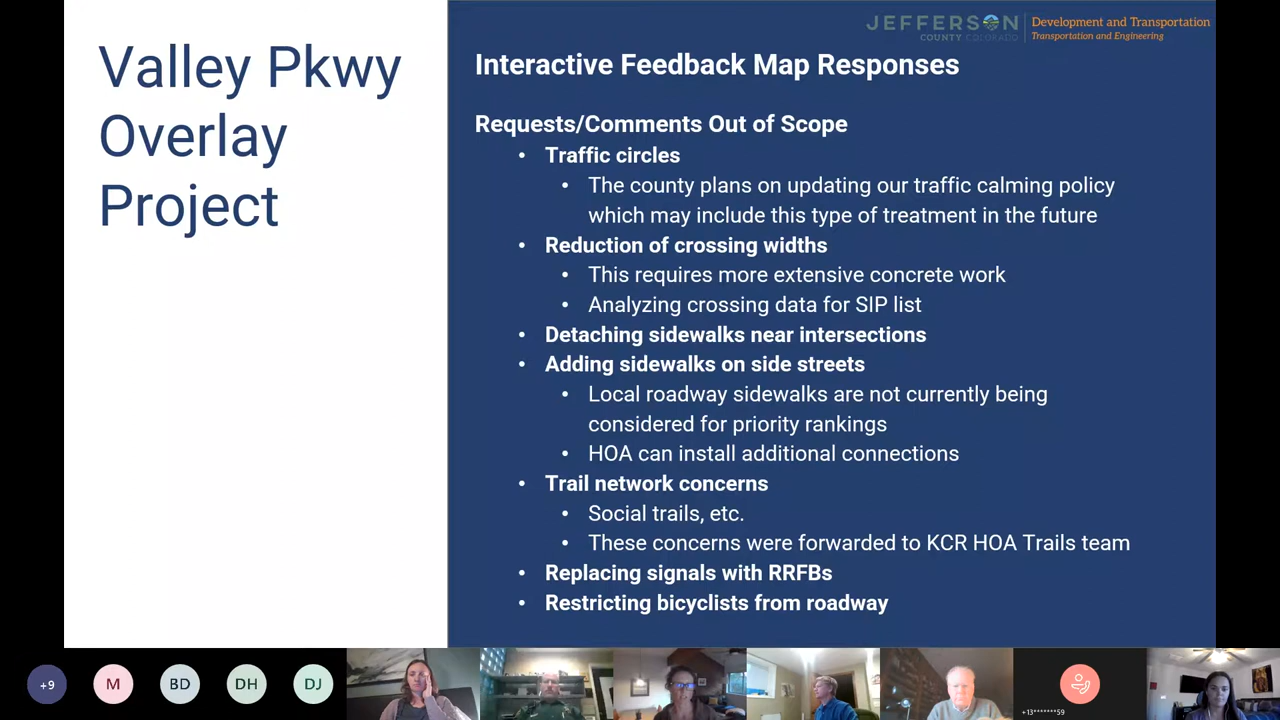 Valley Pkwy
Overlay
Project
JEFFERSON
COUNTY COLORADO
Development and Transportation
Transportation and Engineering
Interactive Feedback Map Responses
Requests/Comments Out of Scope
• Traffic circles
• The county plans on updating our traffic calming policy
which may include this type of treatment in the future
• Reduction of crossing widths
• This requires more extensive concrete work
• Analyzing crossing data for SIP list
• Detaching sidewalks near intersections
• Adding sidewalks on side streets
• Local roadway sidewalks are not currently being
considered for priority rankings
• HOA can install additional connections
• Trail network concerns
• Social trails, etc.
• These concerns were forwarded to KCR HOA Trails team
• Replacing signals with RRFBs
• Restricting bicyclists from roadway
+9
M
BD
DH
DJ
+13*******59